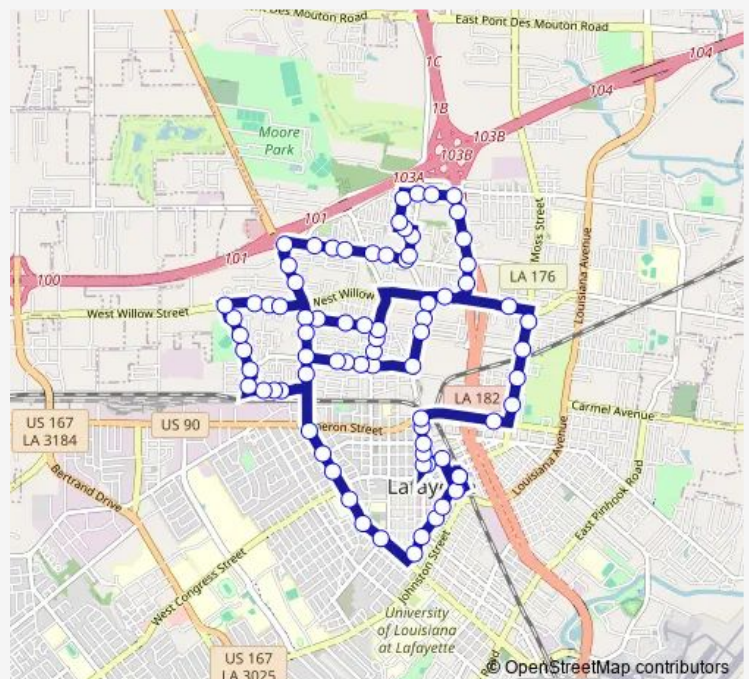 Des Mouton Road
East Pont Des Mouton Road
1C
104
104
1B
103B
103B
Moore
Park
103A
101
101
100
Moss Street
Louisiana Avenue
LA 176
West Willow Street
West Willow
Louisiana Avenue
US 167
LA 3184
US 90
LA 182
Carmel Avenue
meron Street
Bertrand Drive
Lafaye
East Pinhook Road
West Congress Street
Johnston Street
University
of Louisiana
at Lafayette
US 167
LA 3025
Road
© OpenStreetMap contributors